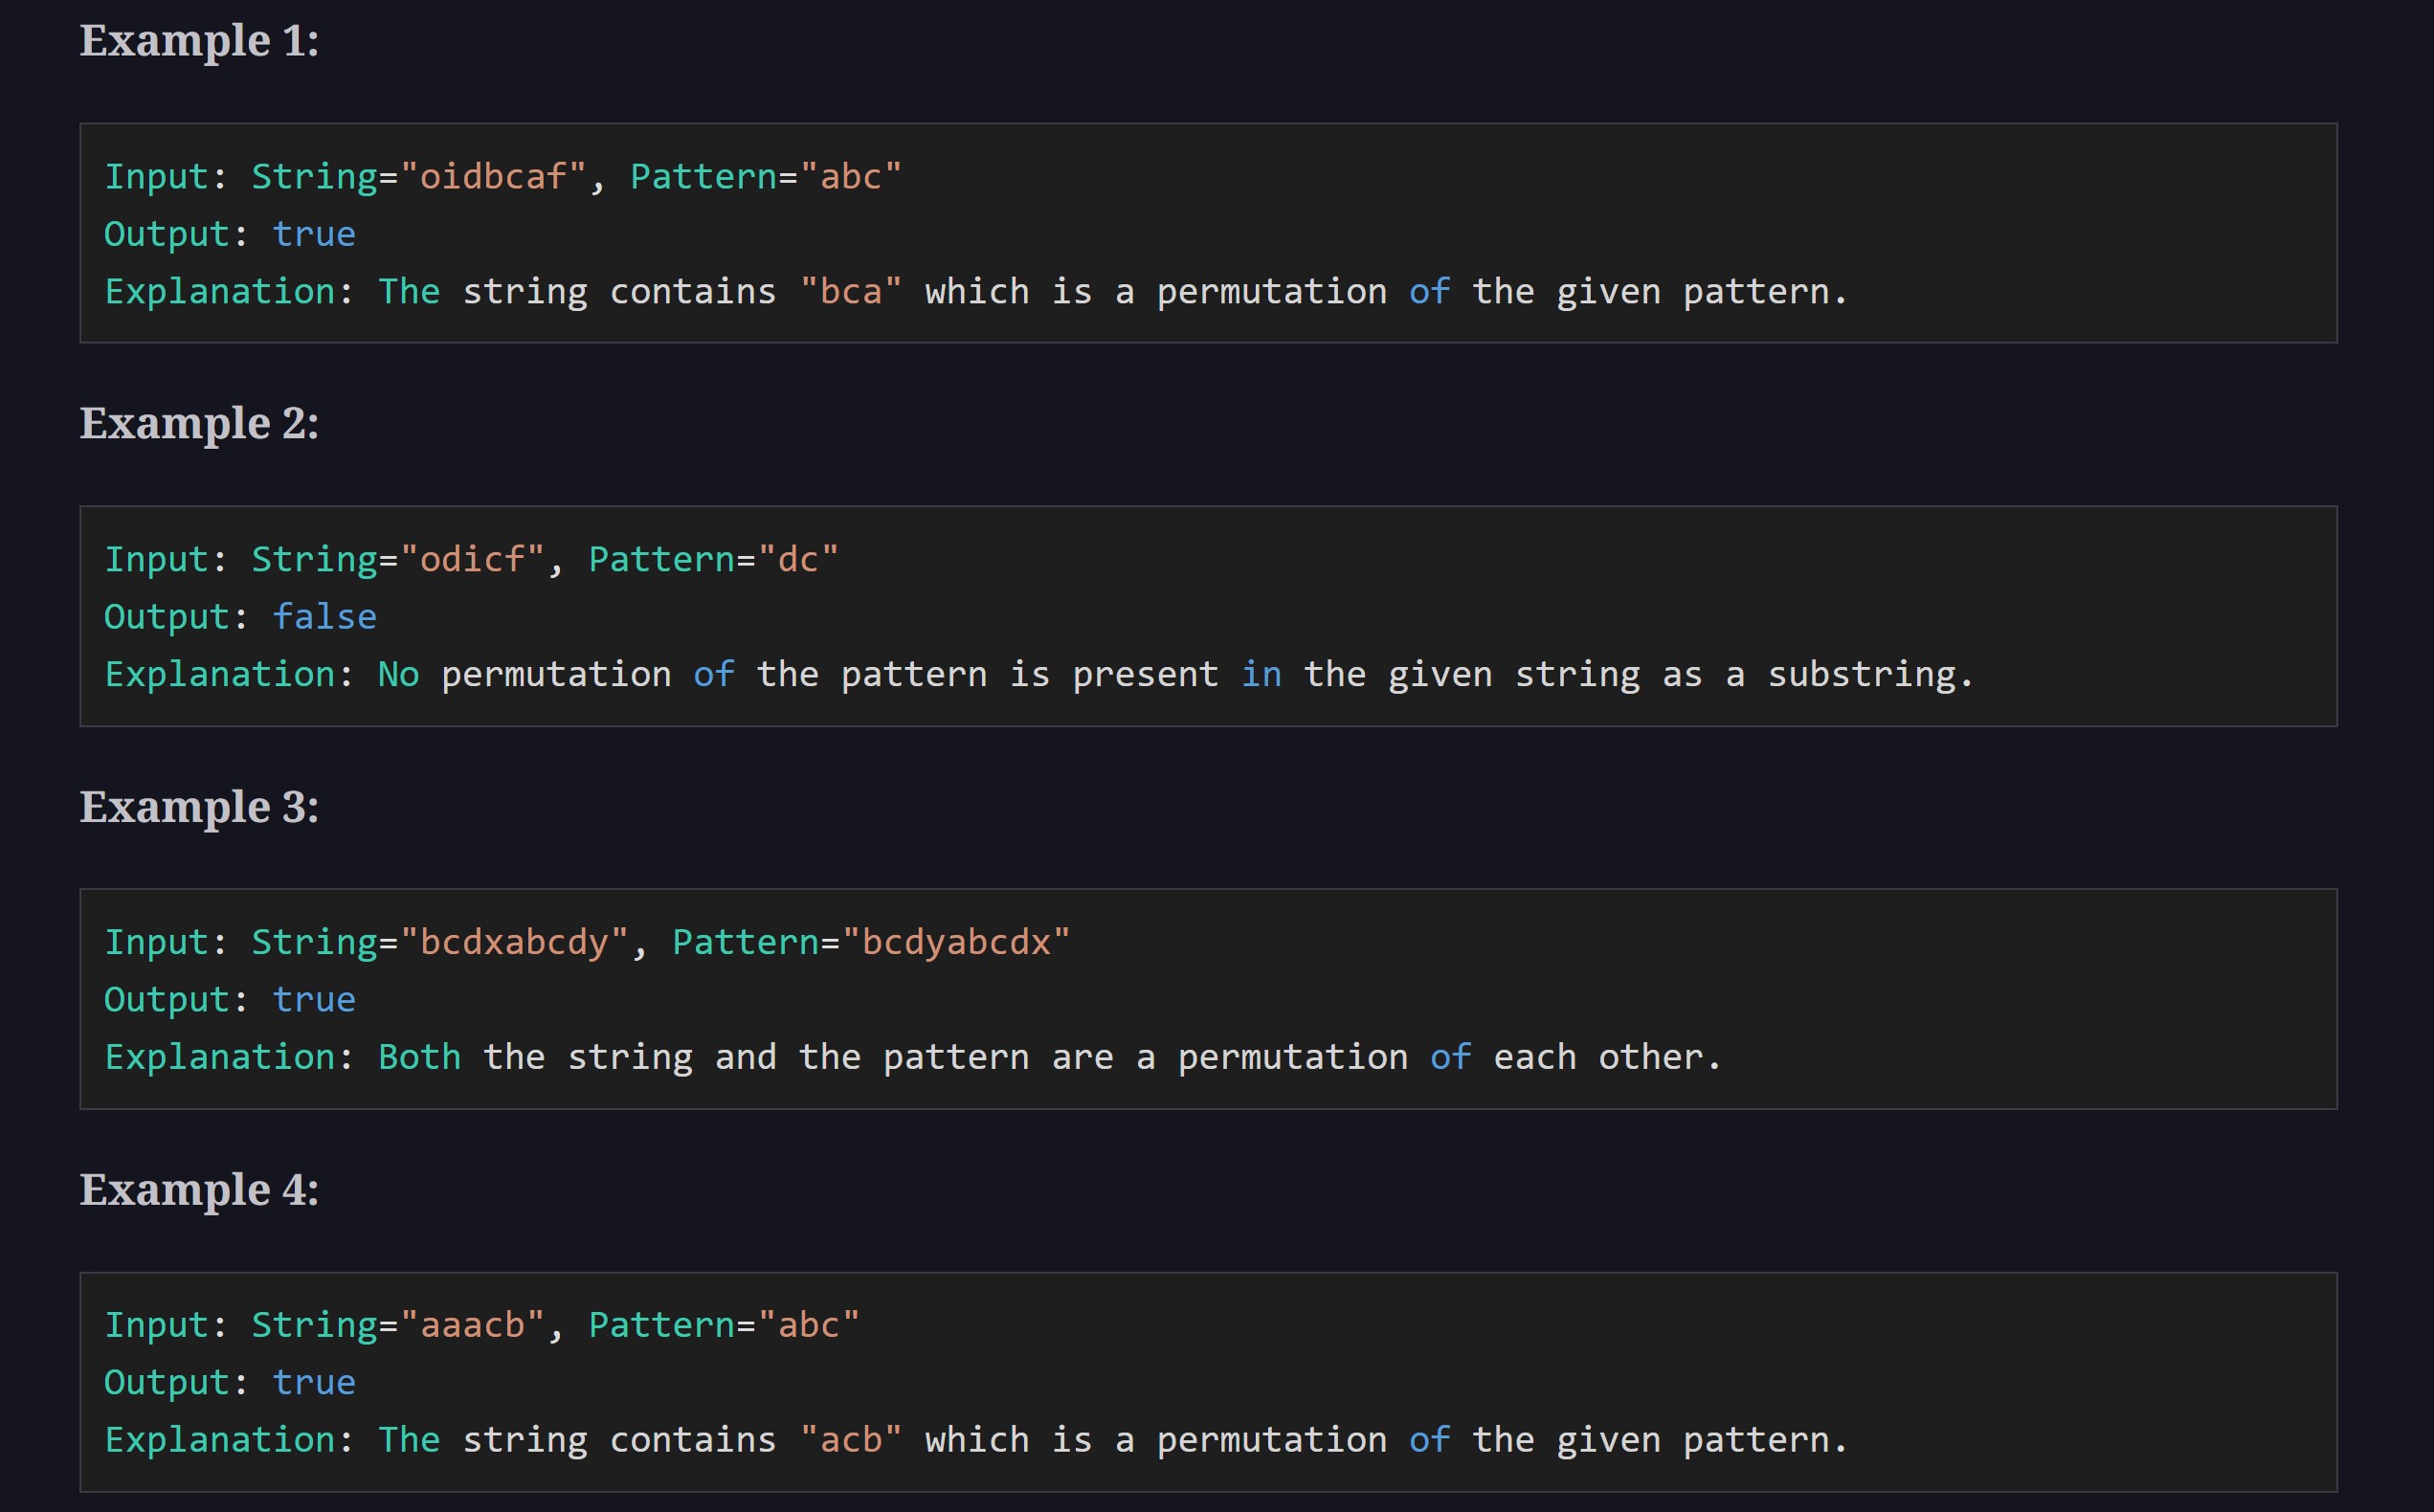 Example 1:
Input: String="oidbcaf", Pattern="abc"
Output: true
Explanation: The string contains "bca" which is a permutation of the given pattern.
Example 2:
Input: String="odicf", Pattern="dc"
Output: false
Explanation: No permutation of the pattern is present in the given string as a substring.
Example 3:
Input: String="bcdxabcdy", Pattern="bcdyabcdx"
Output: true
Explanation: Both the string and the pattern are a permutation of each other.
Example 4:
Input: String="aaacb", Pattern="abc"
Output: true
Explanation: The string contains "acb" which is a permutation of the given pattern.